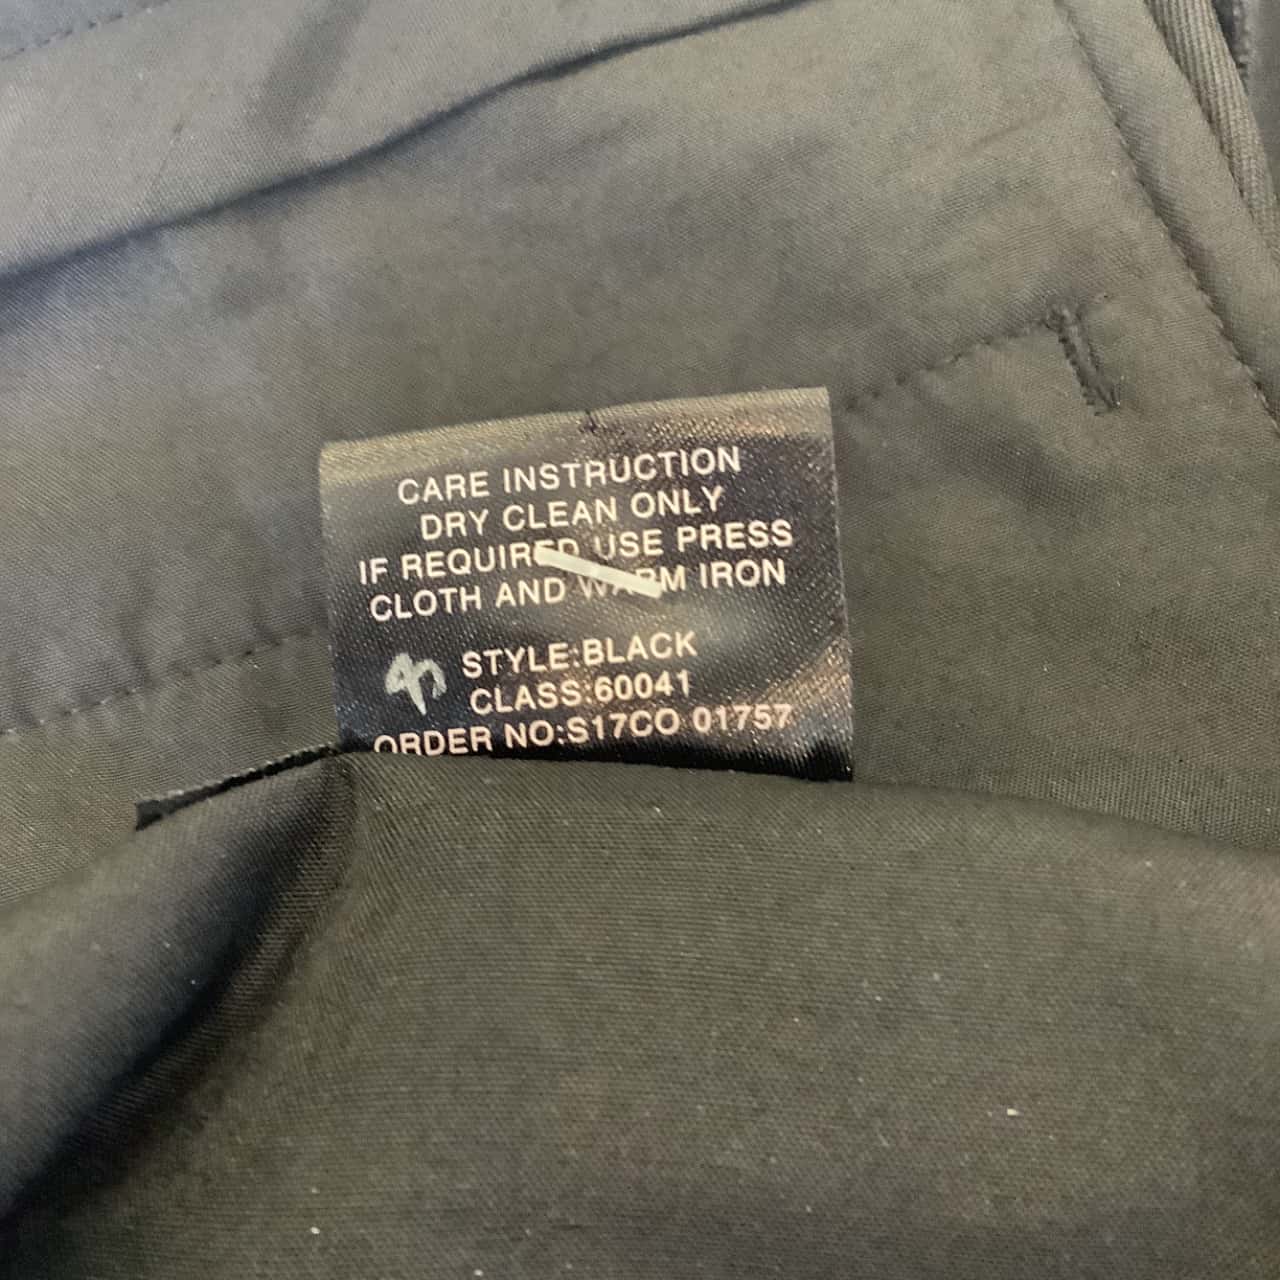 CARE INSTRUCTION
DRY CLEAN ONLY
IF REQUIRED USE PRESS
CLOTH AND WARM IRON
STYLE:BLACK
CLASS:60041
ORDER NO:S17CO 01757